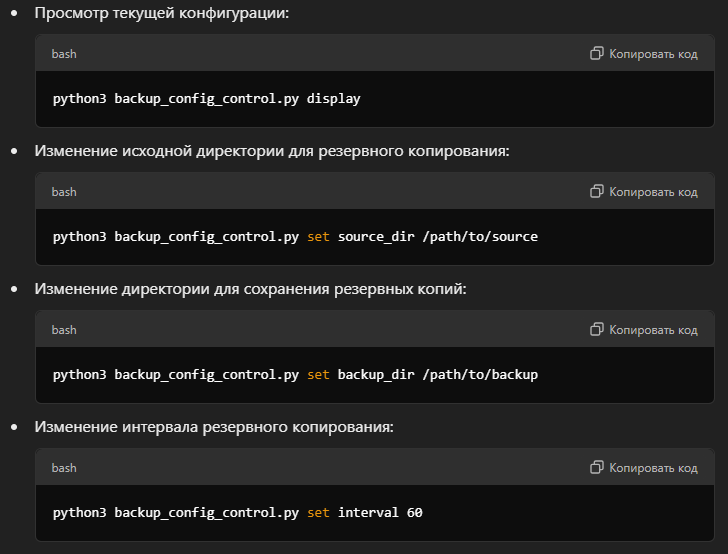 Просмотр текущей конфигурации:
bash Копировать код
python3 backup_config_control.py display
Изменение исходной директории для резервного копирования:
bash Копировать код
python3 backup_config_control.py set source_dir /path/to/source
Изменение директории для сохранения резервных копий:
bash Копировать код
python3 backup_config_control.py set backup_dir /path/to/backup
Изменение интервала резервного копирования:
bash Копировать код
python3 backup_config_control.py set interval 60